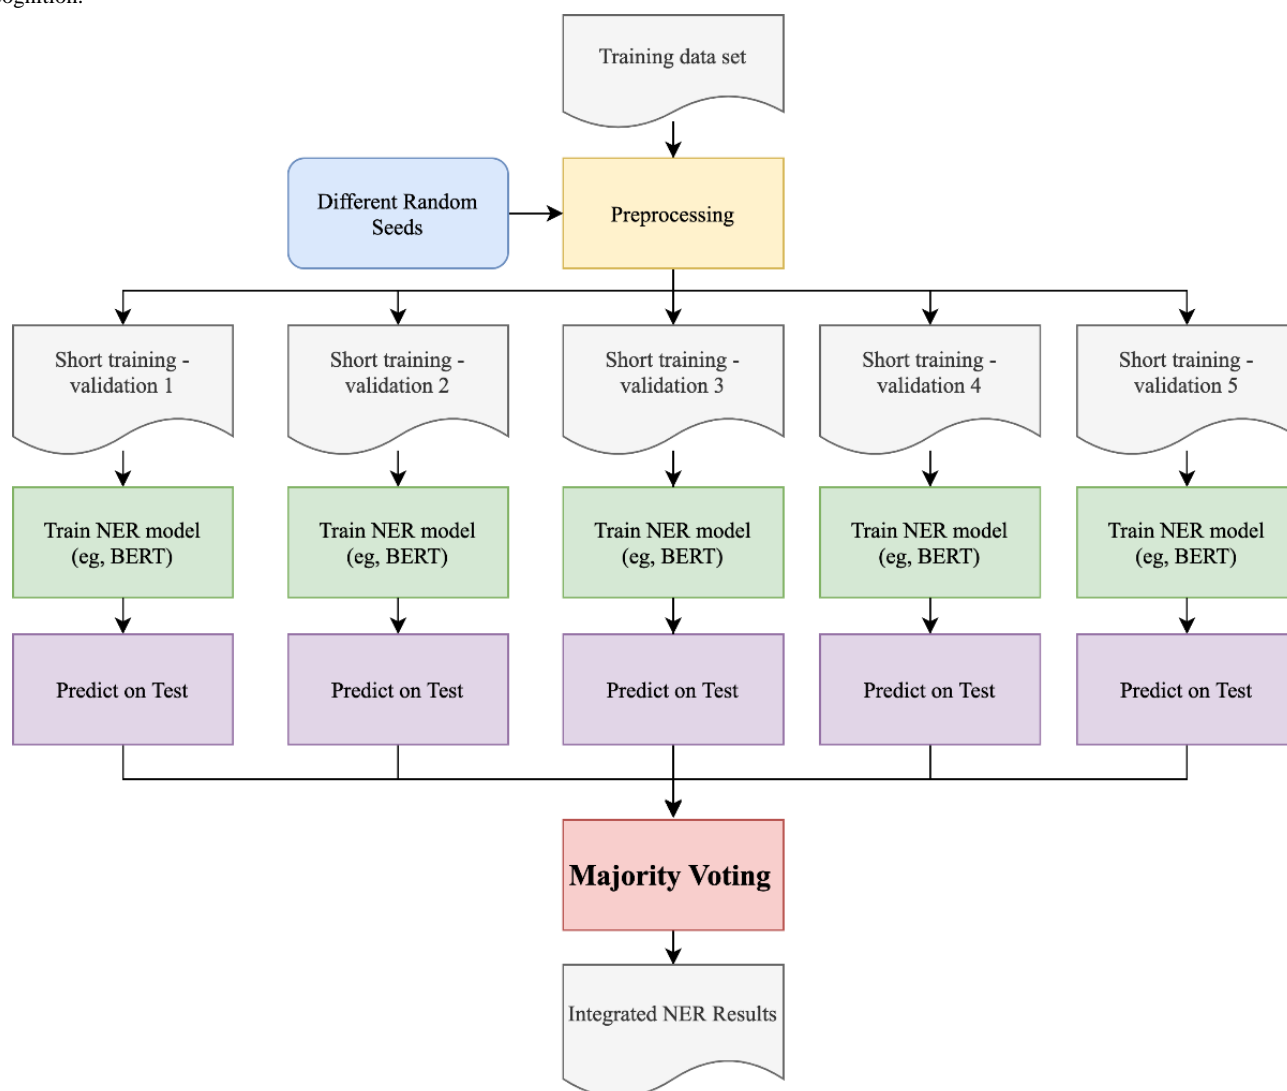 Training data set
Different Random
Seeds
Preprocessing
Short training -
validation 1
Short training -
validation 2
Short training -
validation 3
Short training -
validation 4
Short training -
validation 5
Train NER model
(eg, BERT)
Train NER model
(eg, BERT)
Train NER model
(eg, BERT)
Train NER model
(eg, BERT)
Train NER model
(eg, BERT)
Predict on Test
Predict on Test
Predict on Test
Predict on Test
Predict on Test
Majority Voting
Integrated NER Results